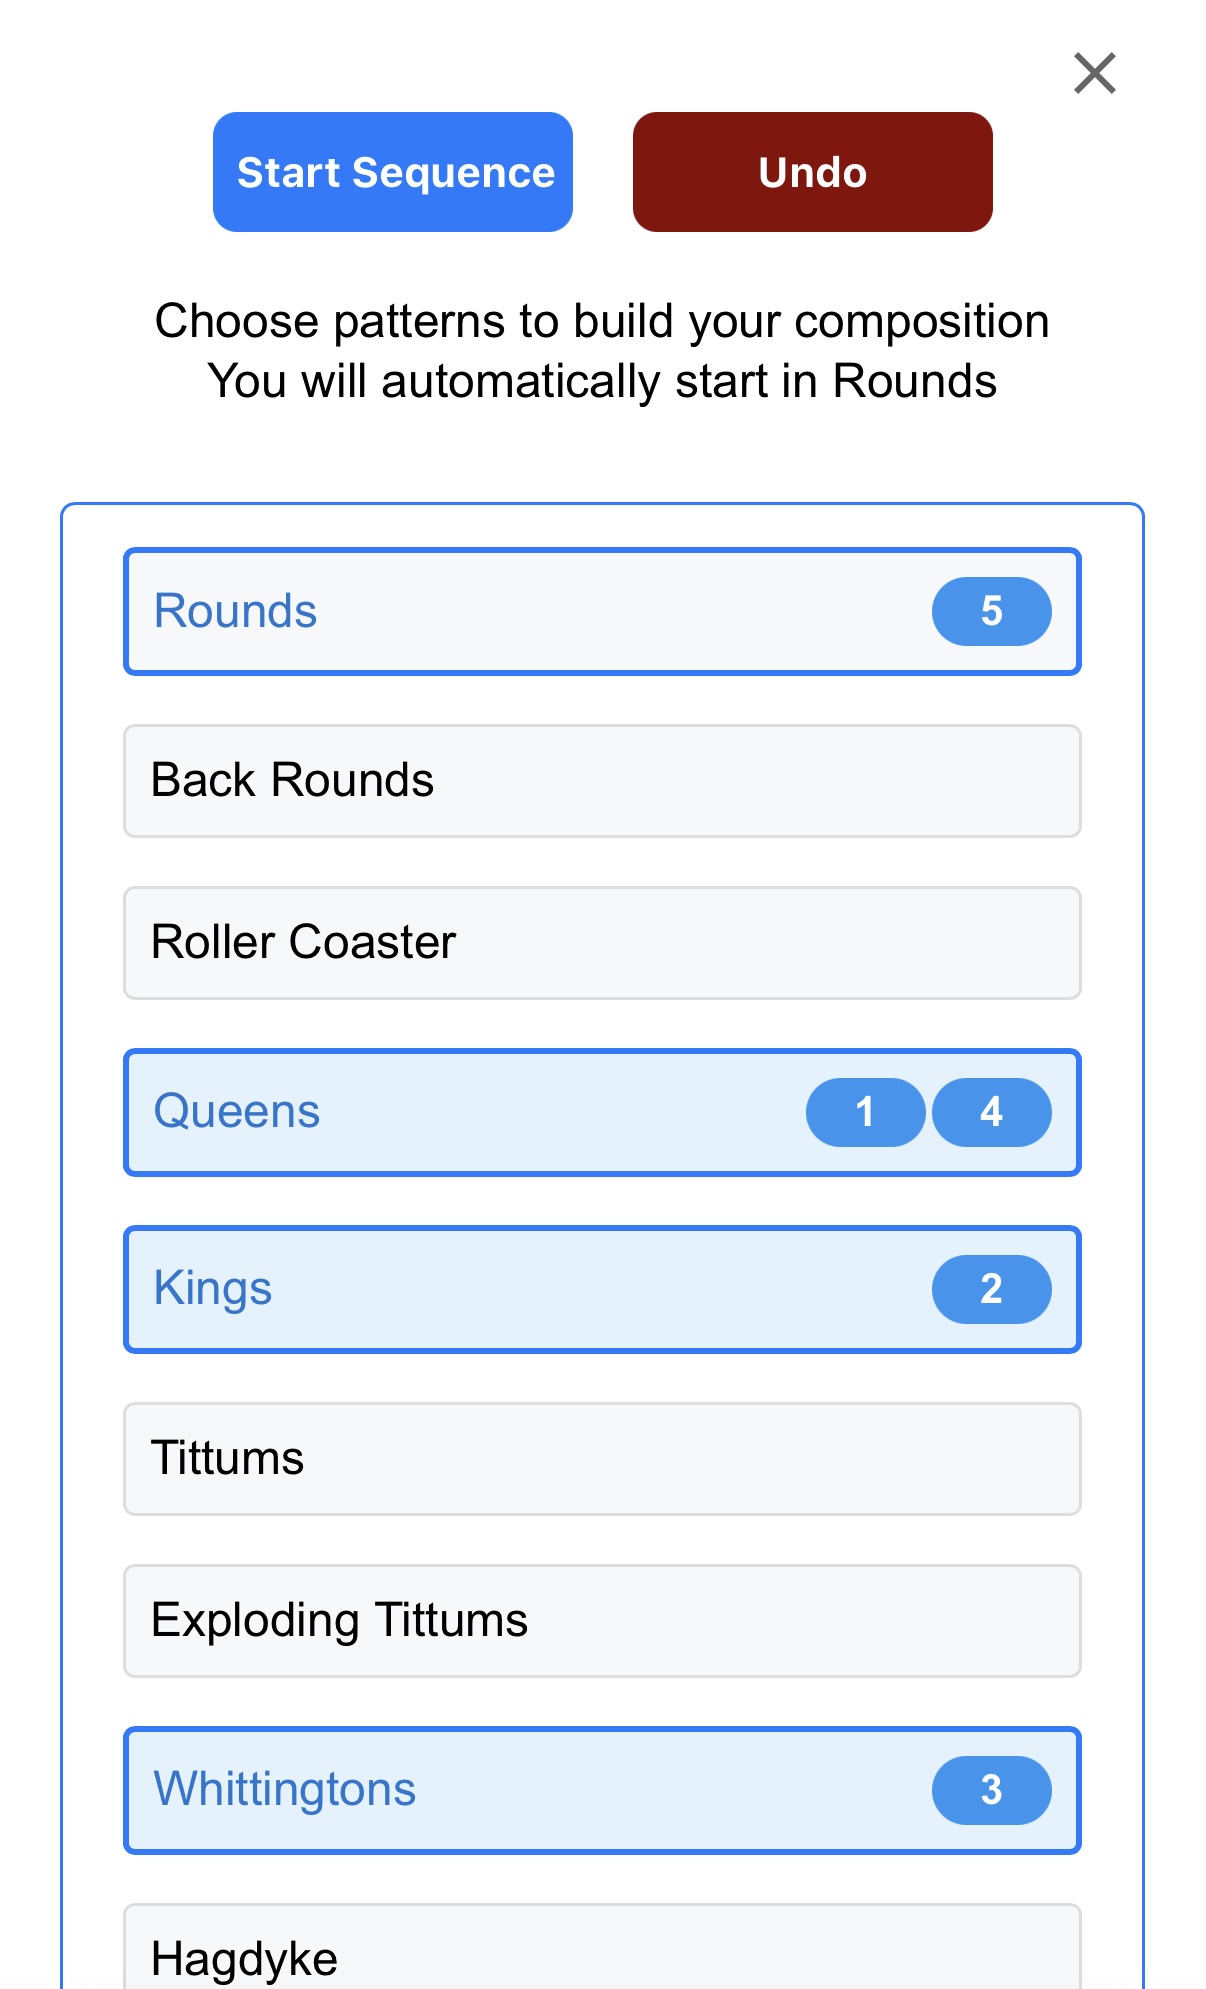 Start Sequence
Undo
Choose patterns to build your composition
You will automatically start in Rounds
Rounds 5
Back Rounds
Roller Coaster
Queens 1 4
Kings 2
Tittums
Exploding Tittums
Whittingtons 3
Hagdyke